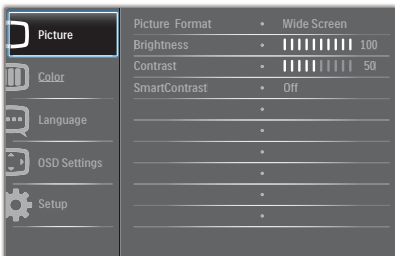 Picture
Color
Language
OSD Settings
Setup
Picture Format • Wide Screen
Brightness • 100
Contrast • 50
SmartContrast • Off
•
•
•
•
•
•